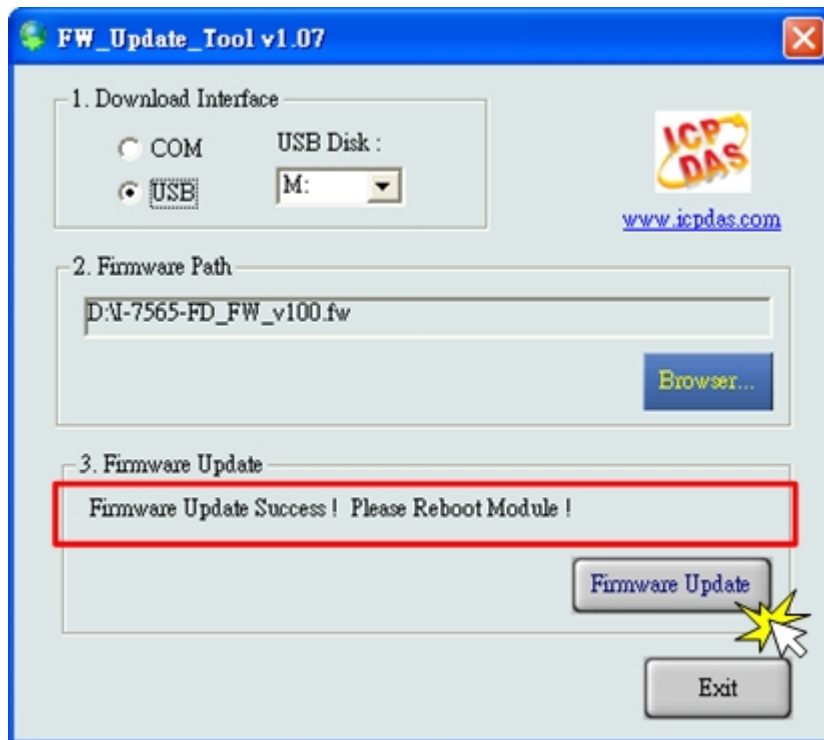 FW_Update_Tool v1.07
1. Download Interface
COM
USB Disk :
USB
M:
ICP
DAS
www.icpdas.com
2. Firmware Path
D:\I-7565-FD_FW_v100.fw
Browser...
3. Firmware Update
Firmware Update Success ! Please Reboot Module !
Firmware Update
Exit